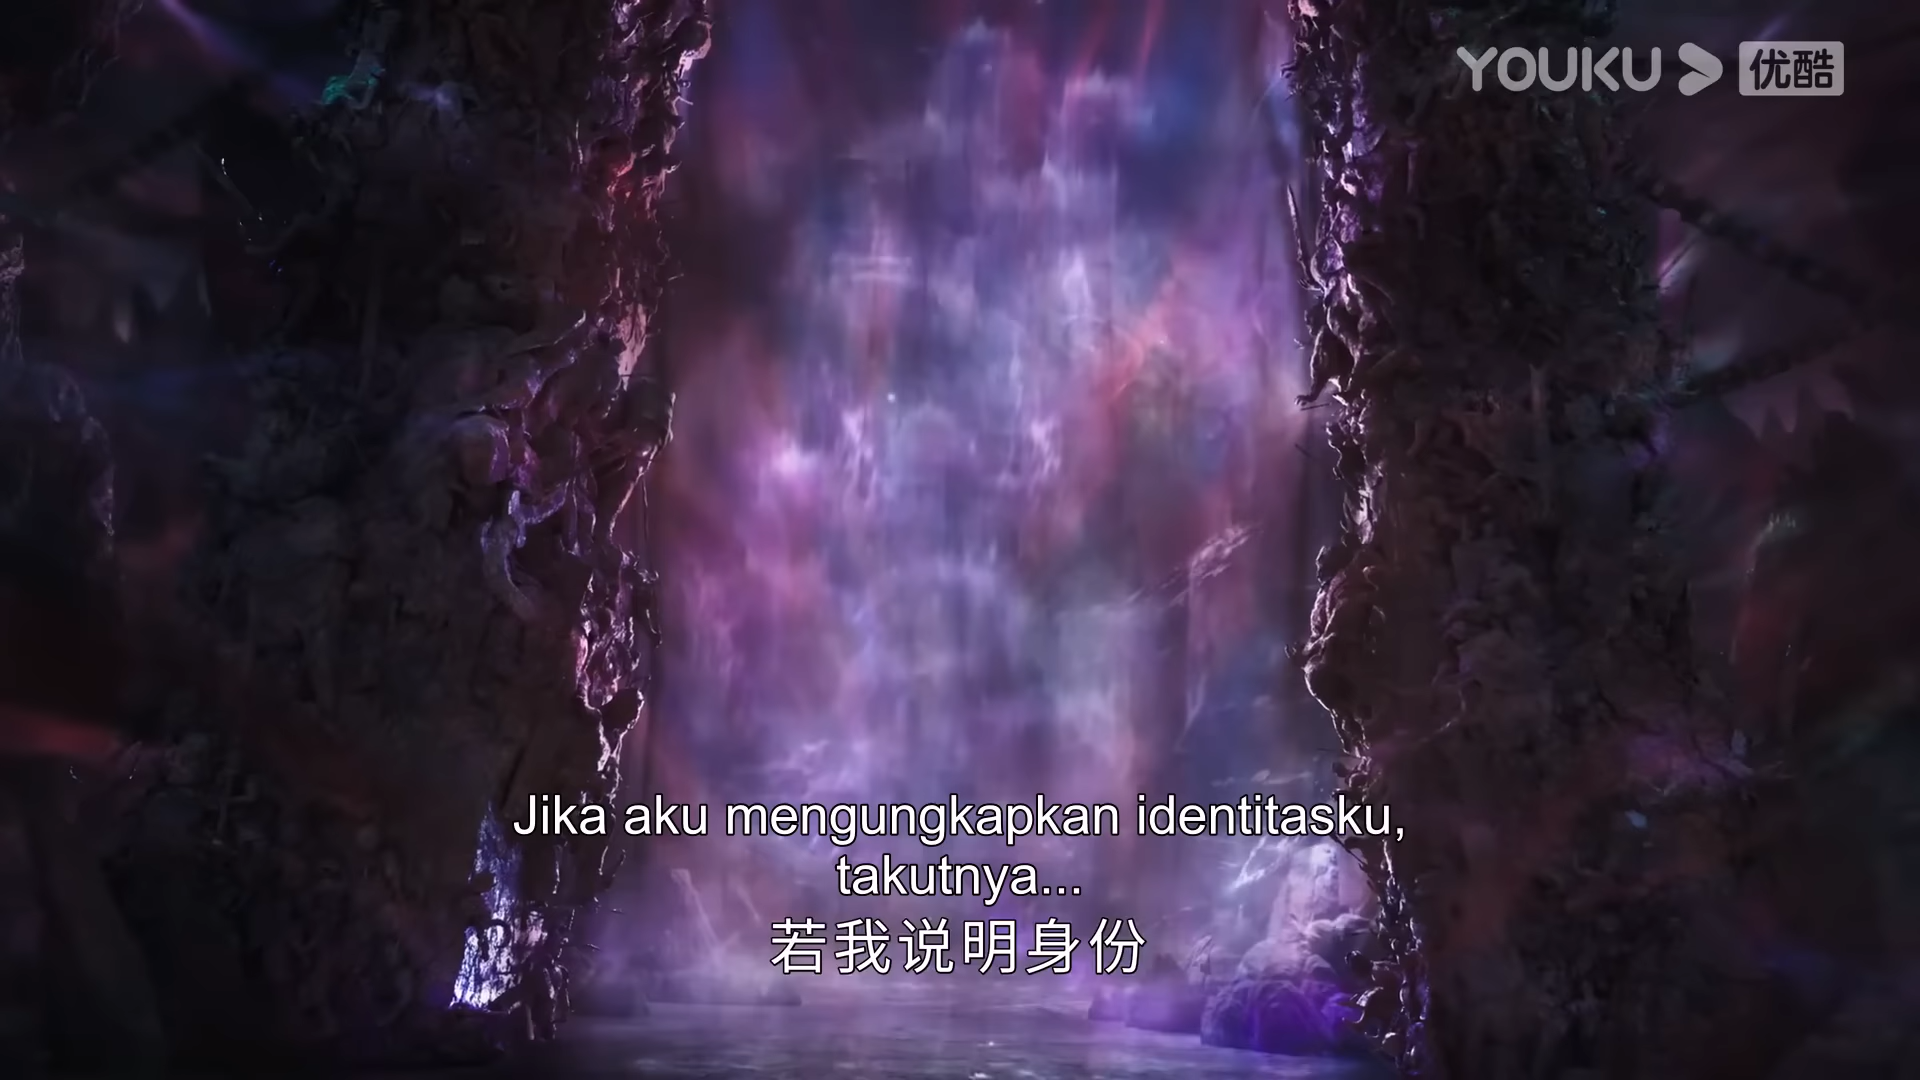 YOUKU 优酷
Jika aku mengungkapkan identitasku,
takutnya...
若我说明身份